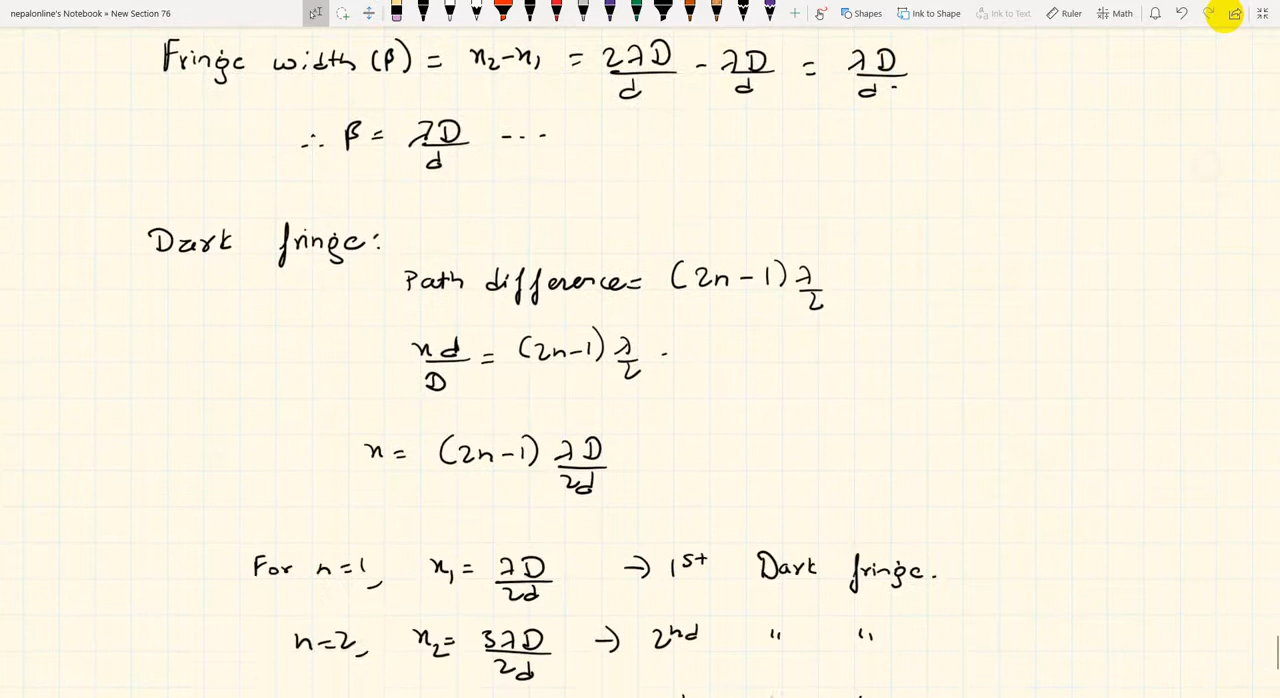 nepalonline's Notebook » New Section 76
Shapes Ink to Shape Ink to Text Ruler Math
Fringe width (β) = x₂-x₁ = 2λD/d - λD/d = λD/d.
∴ β = λD/d ...
Dark fringe:
Path difference = (2n-1) λ/2
xd/D = (2n-1) λ/2 .
x = (2n-1) λD/2d
For n=1, x₁ = λD/2d → 1st Dark fringe.
n=2, x₂ = 3λD/2d → 2nd " "